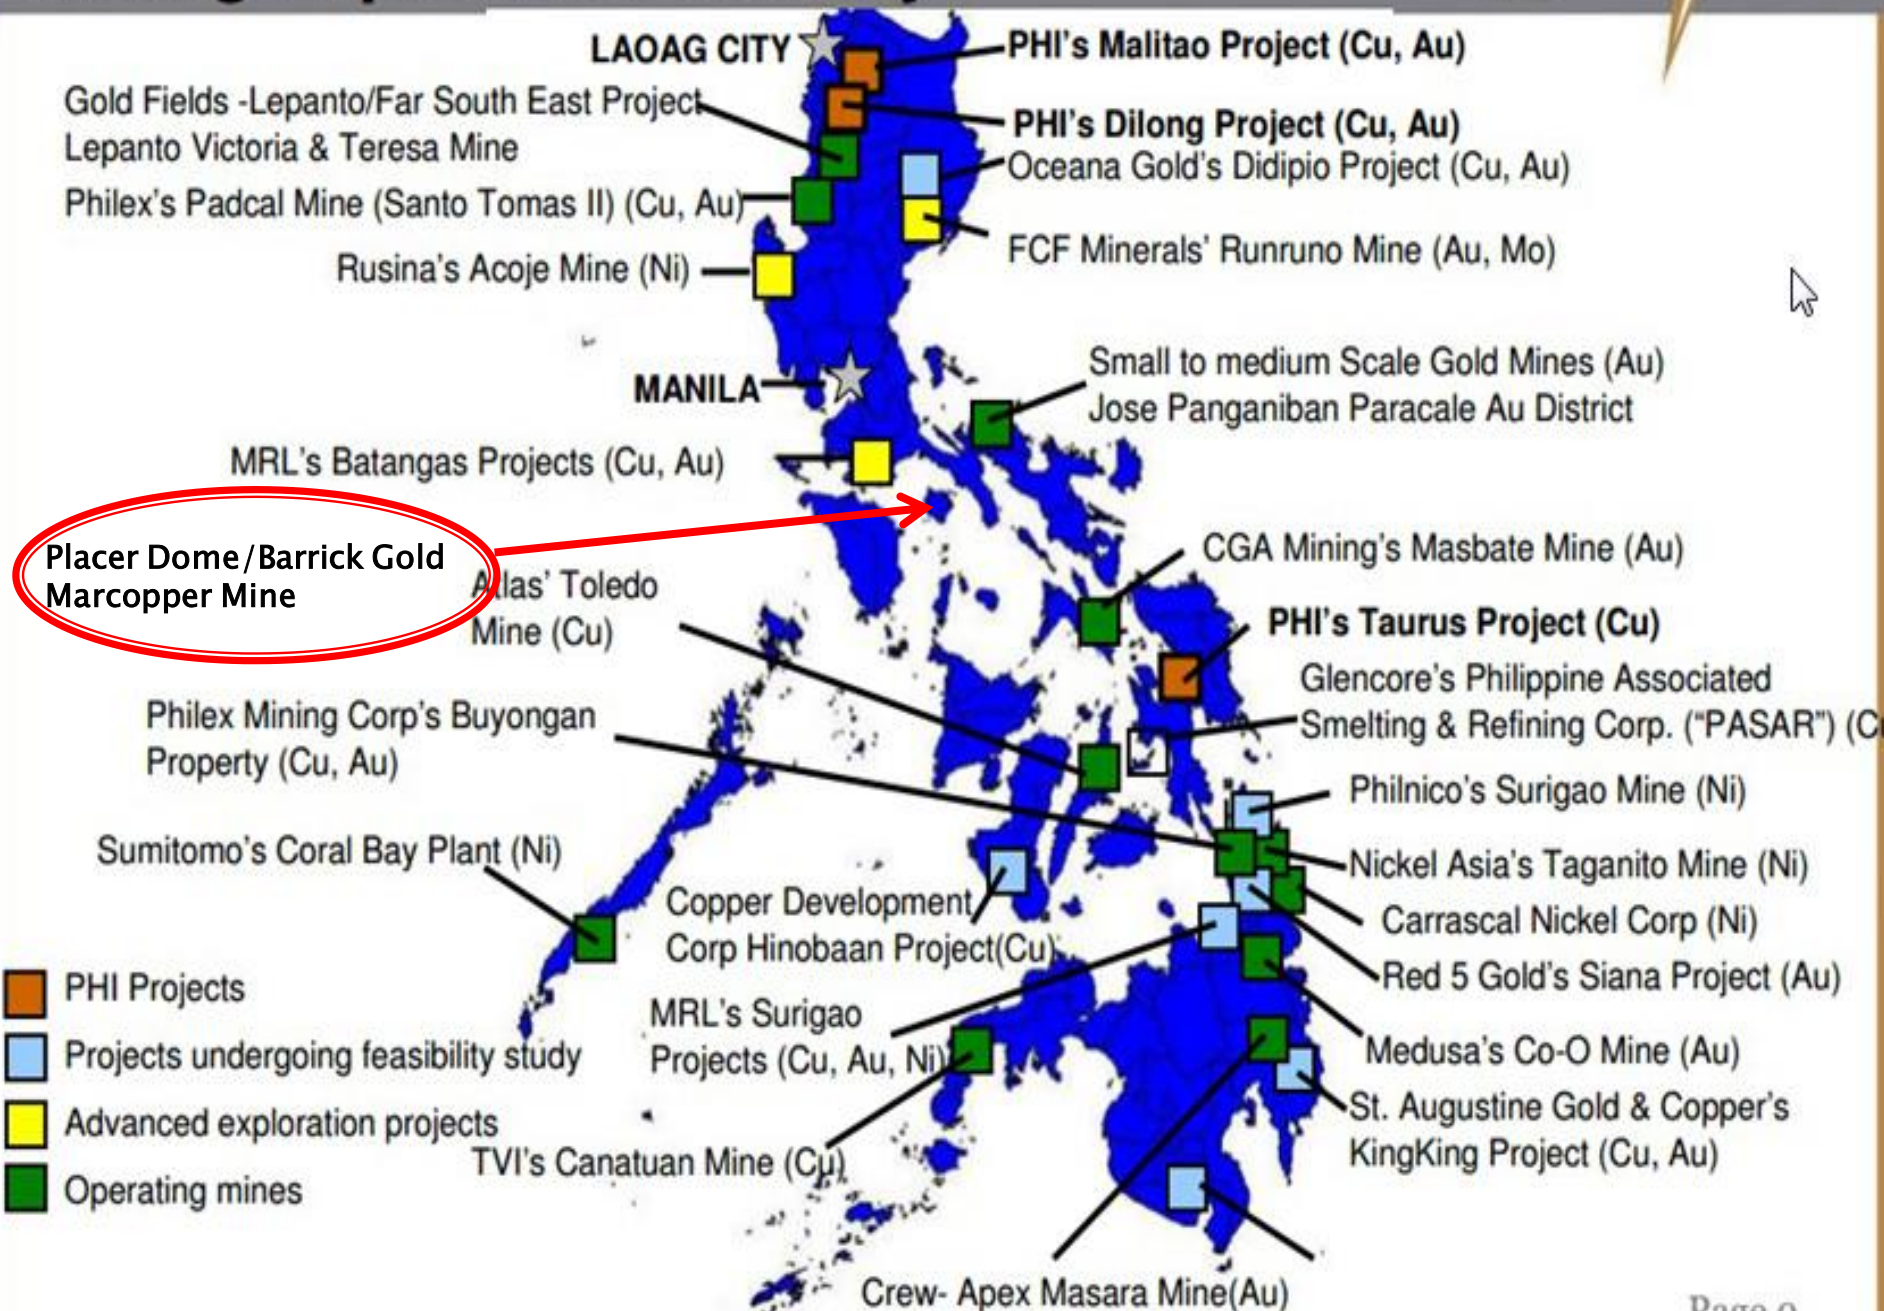 LAOAG CITY
PHI's Malitao Project (Cu, Au)
Gold Fields -Lepanto/Far South East Project
Lepanto Victoria & Teresa Mine
PHI's Dilong Project (Cu, Au)
Oceana Gold's Didipio Project (Cu, Au)
Philex's Padcal Mine (Santo Tomas II) (Cu, Au)
FCF Minerals' Runruno Mine (Au, Mo)
Rusina's Acoje Mine (Ni)
Small to medium Scale Gold Mines (Au)
Jose Panganiban Paracale Au District
MANILA
MRL's Batangas Projects (Cu, Au)
Placer Dome/Barrick Gold
Marcopper Mine
CGA Mining's Masbate Mine (Au)
Atlas' Toledo
Mine (Cu)
PHI's Taurus Project (Cu)
Glencore's Philippine Associated
Smelting & Refining Corp. ("PASAR") (Cu
Philex Mining Corp's Buyongan
Property (Cu, Au)
Philnico's Surigao Mine (Ni)
Sumitomo's Coral Bay Plant (Ni)
Nickel Asia's Taganito Mine (Ni)
Copper Development
Corp Hinobaan Project(Cu)
Carrascal Nickel Corp (Ni)
Red 5 Gold's Siana Project (Au)
MRL's Surigao
Projects (Cu, Au, Ni)
Medusa's Co-O Mine (Au)
St. Augustine Gold & Copper's
KingKing Project (Cu, Au)
TVI's Canatuan Mine (Cu)
Crew- Apex Masara Mine(Au)
PHI Projects
Projects undergoing feasibility study
Advanced exploration projects
Operating mines